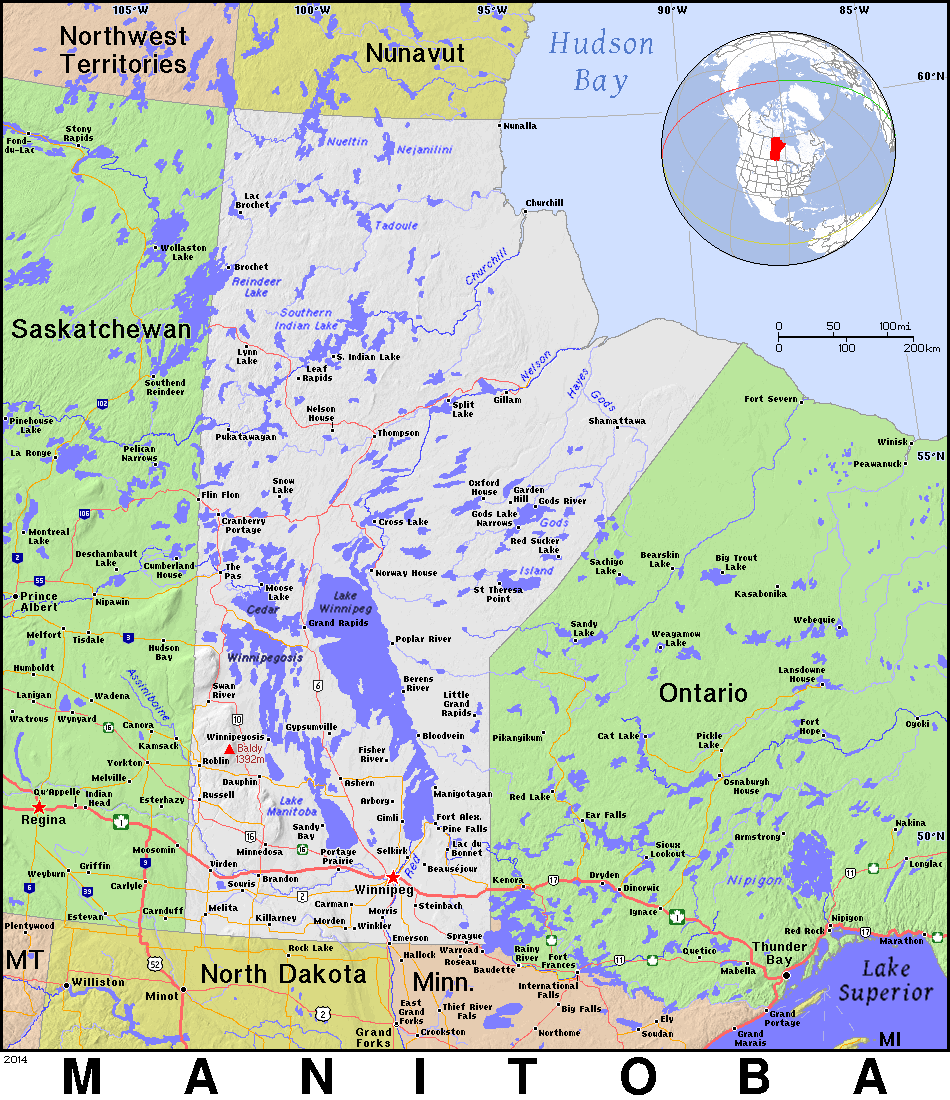 105°W
100°W
95°W
90°W
85°W
Northwest
Territories
Nunavut
Hudson
Bay
60°N
Stony
Rapids
Fond-
du-Lac
Nunalla
Nueltin
Nejanilini
Lac
Brochet
Churchill
Tadoule
Wollaston
Lake
Brochet
Churchill
Reindeer
Lake
Southern
Indian Lake
Saskatchewan
0 50 100mi
0 100 200km
Lynn
Lake
S. Indian Lake
Leaf
Rapids
Nelson
Hayes
Gods
Southend
Reindeer
102
Gillam
Split
Lake
Fort Severn
Nelson
House
Pinehouse
Lake
Pukatawagan
Thompson
Shamattawa
Winisk
La Ronge
Pelican
Narrows
55°N
Peawanuck
Snow
Lake
Flin Flon
Oxford
House
Garden
Hill
Gods River
106
Cranberry
Portage
Cross Lake
Gods Lake
Narrows
Gods
Montreal
Lake
Red Sucker
Lake
2
Deschambault
Lake
Cumberland
House
The
Pas
Norway House
Island
Sachigo
Lake
Bearskin
Lake
Big Trout
Lake
55
Moose
Lake
Lake
Winnipeg
St Theresa
Point
Kasabonika
Prince
Albert
Nipawin
Cedar
Grand Rapids
Sandy
Lake
Webequie
Melfort
Tisdale
3
Hudson
Bay
Poplar River
Weagamow
Lake
Winnipegosis
Humboldt
Assiniboine
Lansdowne
House
Swan
River
6
Berens
River
Little
Grand
Rapids
Ontario
Lanigan
Wadena
Watrous
Wynyard
16
Canora
10
Gypsumville
Fort
Hope
Ogoki
Kamsack
Winnipegosis
Baldy
1392m
Bloodvein
Pikangikum
Cat Lake
Pickle
Lake
Fisher
River
Yorkton
Roblin
Melville
Dauphin
Ashern
Osnaburgh
House
Qu'Appelle
Indian
Head
Esterhazy
Russell
Lake
Manitoba
Arborg
Manigotagan
Red Lake
Regina
1
Gimli
Fort Alex.
Pine Falls
Ear Falls
Nakina
Sandy
Bay
16
Armstrong
50°N
Moosomin
Minnedosa
16
Portage
Prairie
Selkirk
Lac du
Bonnet
Sioux
Lookout
Virden
Red
Beauséjour
Longlac
9
Griffin
Weyburn
39
6
Carlyle
Brandon
Souris
2
Winnipeg
Kenora
17
Dryden
Dinorwic
Nipigon
11
Carman
Steinbach
Ignace
1
Estevan
Carnduff
Melita
Killarney
Morden
Morris
Winkler
Nipigon
Red Rock
17
Marathon
Plentywood
Emerson
Sprague
Rainy
River
Fort
Frances
11
Quetico
Thunder
Bay
Rock Lake
Hallock
Warroad
Roseau
Baudette
Mabella
MT
52
North Dakota
Minn.
International
Falls
Lake
Superior
Williston
Minot
2
East
Grand
Forks
Thief River
Falls
Big Falls
Grand
Portage
Ely
Soudan
Grand
Forks
Crookston
Northome
Grand
Marais
MI
2014
MANITOBA